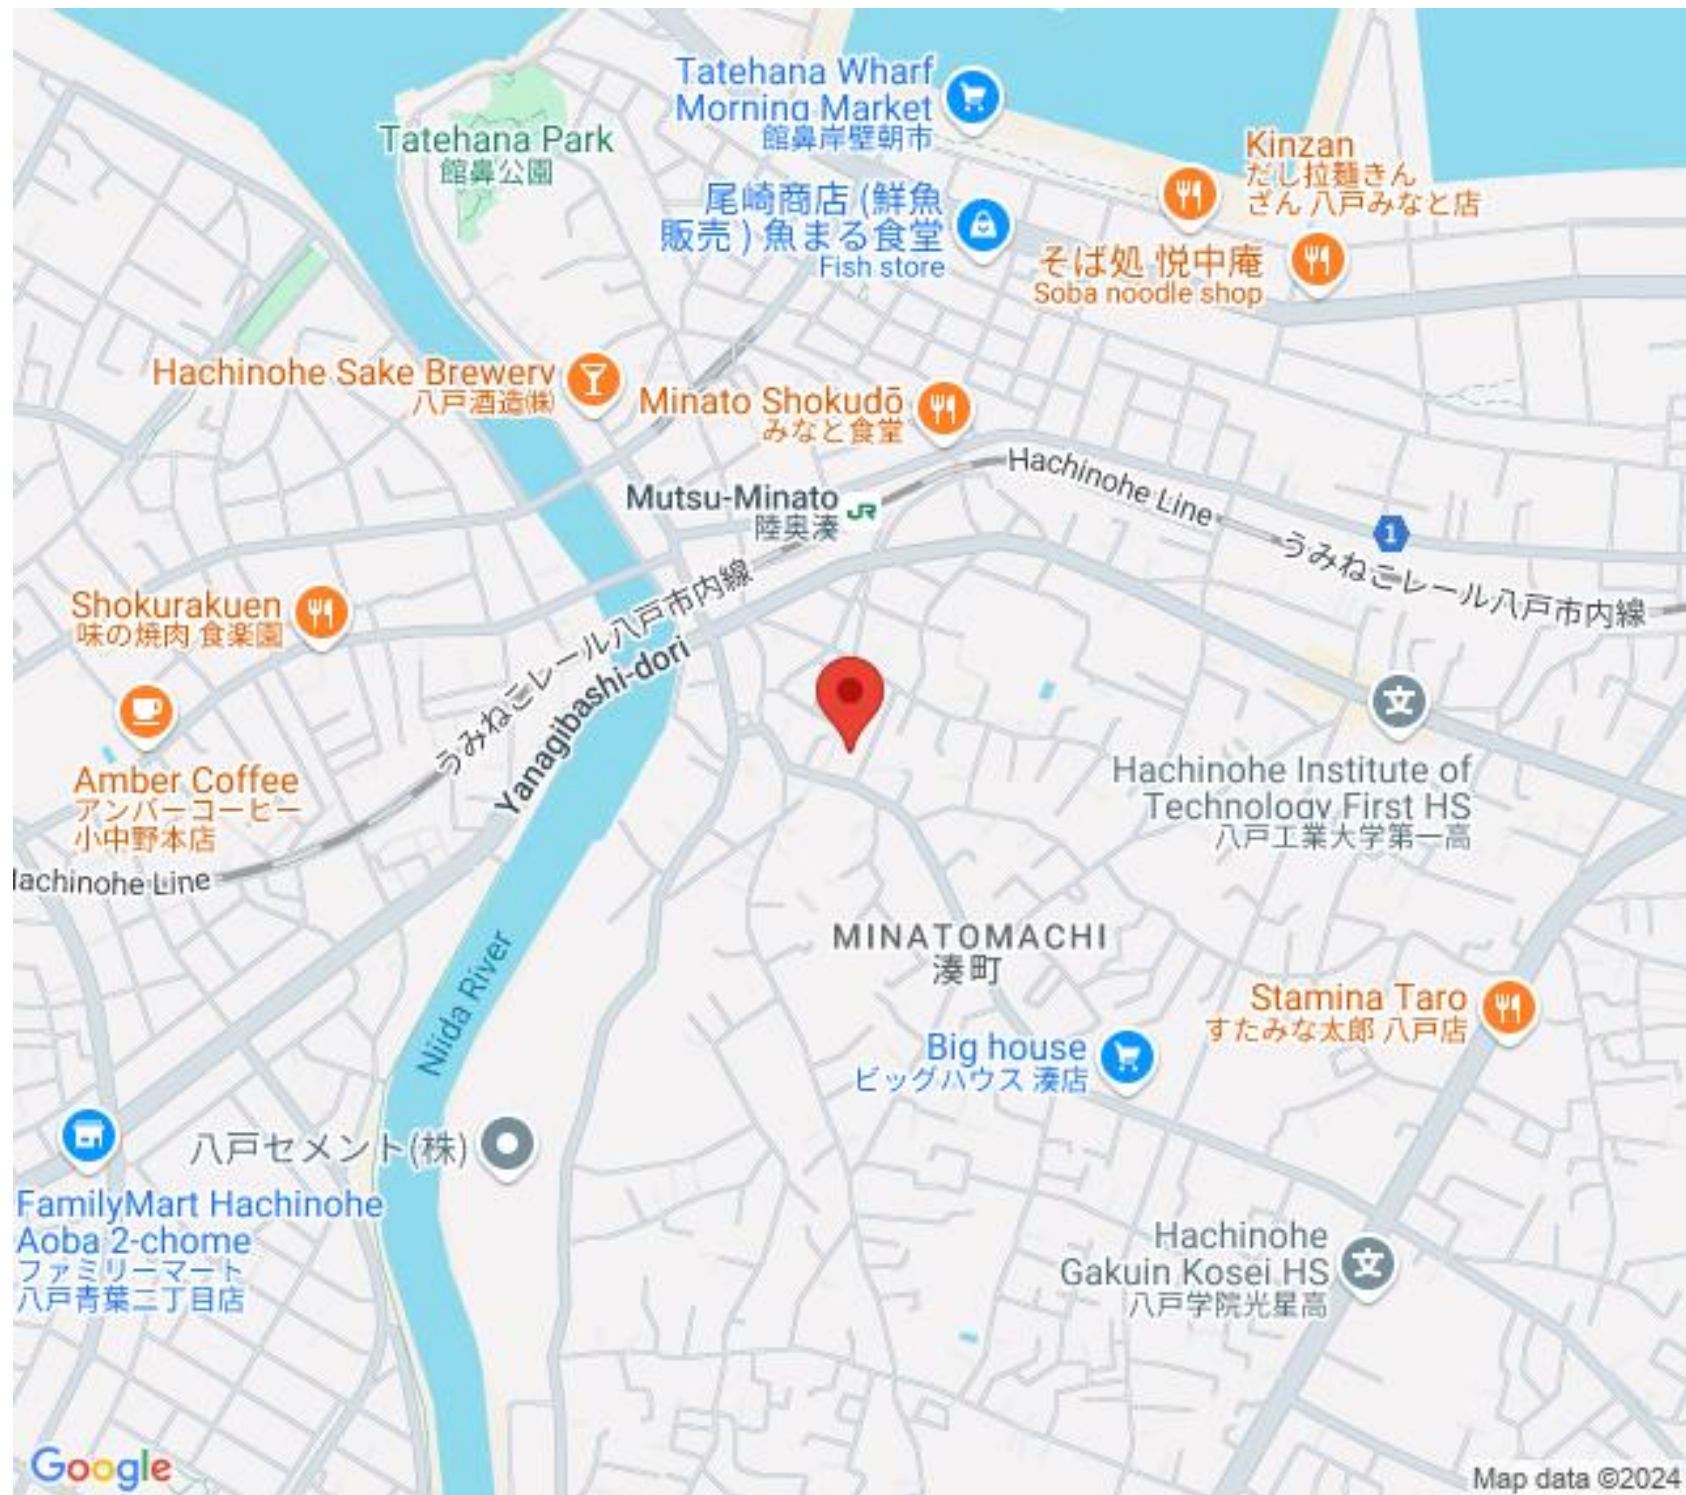 Tatehana Wharf
Morning Market
館鼻岸壁朝市
Tatehana Park
館鼻公園
Kinzan
だし拉麺きん
ざん 八戸みなと店
尾崎商店 (鮮魚
販売) 魚まる食堂
Fish store
そば処 悦中庵
Soba noodle shop
Hachinohe Sake Brewery
八戸酒造㈱
Minato Shokudō
みなと食堂
Hachinohe Line
Mutsu-Minato
陸奥湊
JR
1
うみねこレール八戸市内線
Shokurakuen
味の焼肉 食楽園
うみねこレール八戸市内線
Yanagibashi-dori
Amber Coffee
アンバーコーヒー
小中野本店
Hachinohe Institute of
Technology First HS
八戸工業大学第一高
文
Hachinohe Line
MINATOMACHI
湊町
Niida River
Stamina Taro
すたみな太郎 八戸店
Big house
ビッグハウス 湊店
八戸セメント(株)
FamilyMart Hachinohe
Aoba 2-chome
ファミリーマート
八戸青葉二丁目店
Hachinohe
Gakuin Kosei HS
八戸学院光星高
文
Google
Map data ©2024